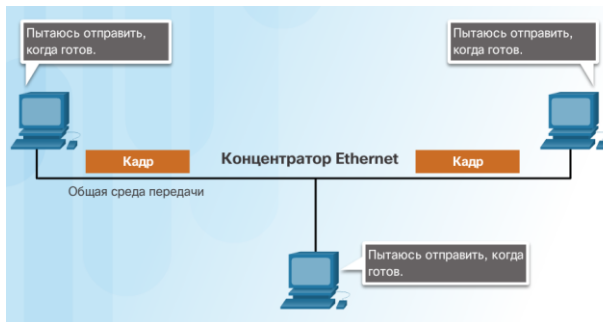 Пытаюсь отправить,
когда готов.
Пытаюсь отправить,
когда готов.
Кадр
Концентратор Ethernet
Кадр
Общая среда передачи
Пытаюсь отправить, когда
готов.